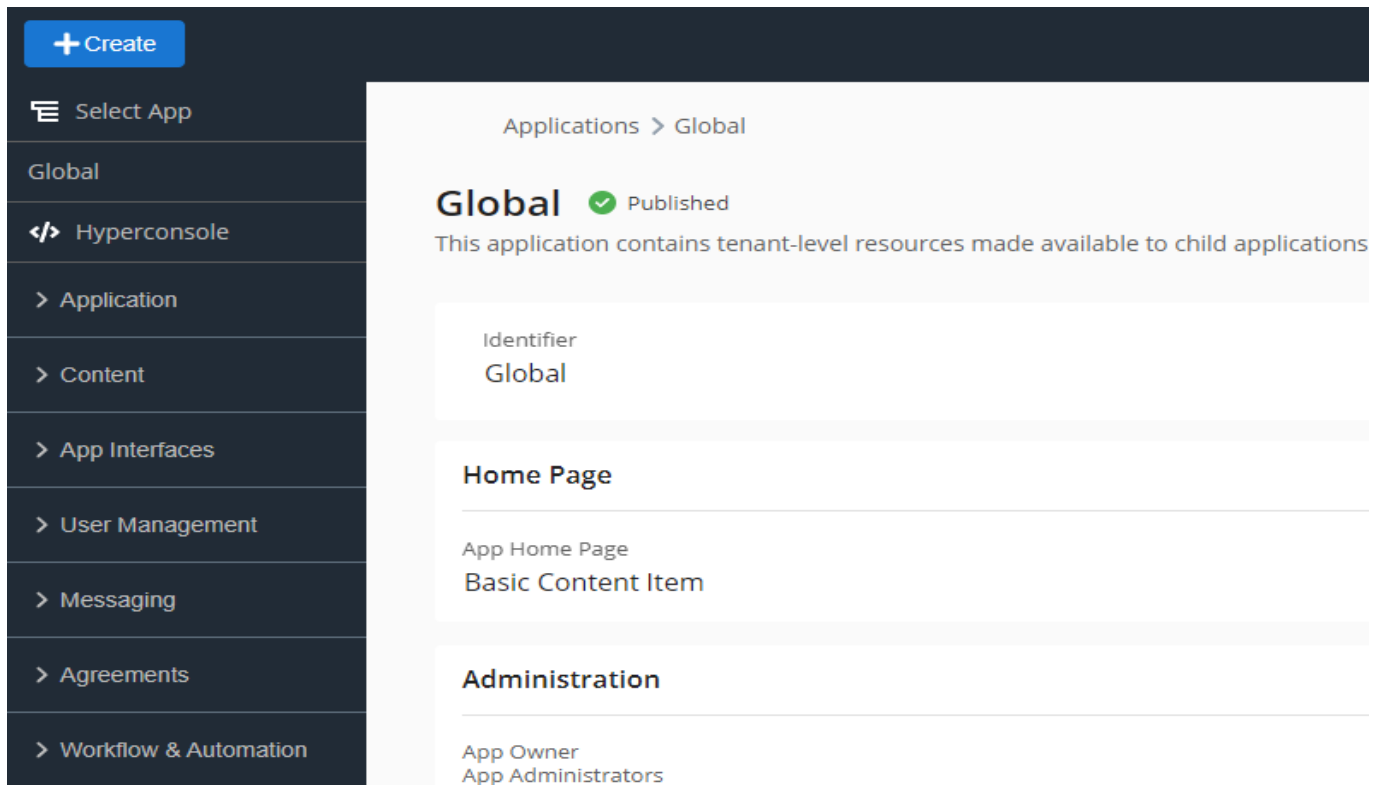 Create
Select App
Global
Hyperconsole
Application
Content
App Interfaces
User Management
Messaging
Agreements
Workflow & Automation
Applications > Global
Global Published
This application contains tenant-level resources made available to child applications
Identifier
Global
Home Page
App Home Page
Basic Content Item
Administration
App Owner
App Administrators